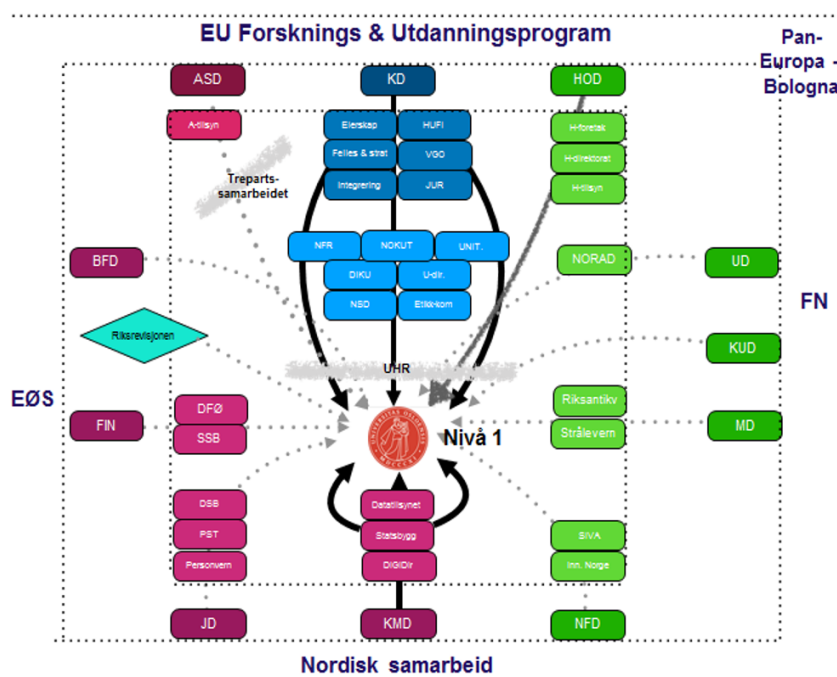 EU Forsknings & Utdanningsprogram
Pan-
Europa -
Bologna
ASD
KD
HOD
A-tilsyn
Eierskap
HUFI
H-foretak
Felles & strat
VGO
H-direktorat
Integrering
JUR
H-tilsyn
Treparts-
samarbeidet
NFR
NOKUT
UNIT.
BFD
NORAD
UD
DIKU
U-dir.
NSD
Etikk-kom
FN
Riksrevisjonen
KUD
UHR
EØS
DFØ
Riksantikv
FIN
SSB
Nivå 1
Strålevern
MD
UNIVERSITAS OSLOENSIS
MDCCCXI
DSB
Datatilsynet
PST
Statsbygg
SIVA
Personvern
DIGIDir
Inn. Norge
JD
KMD
NFD
Nordisk samarbeid